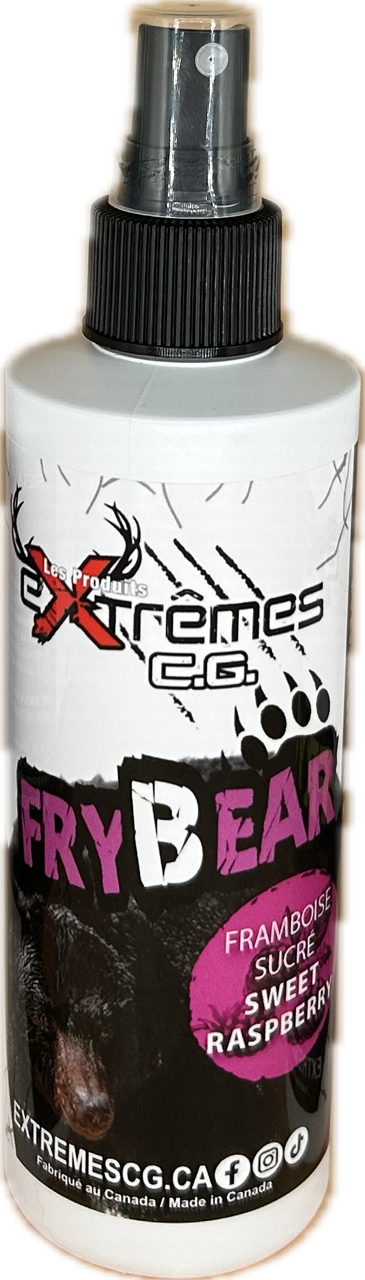 Les Produits
eXtrêmes
C.G.
FRYBEAR
FRAMBOISE
SUCRÉ
SWEET
RASPBERRY
EXTREMESCG.CA
Fabriqué au Canada / Made in Canada